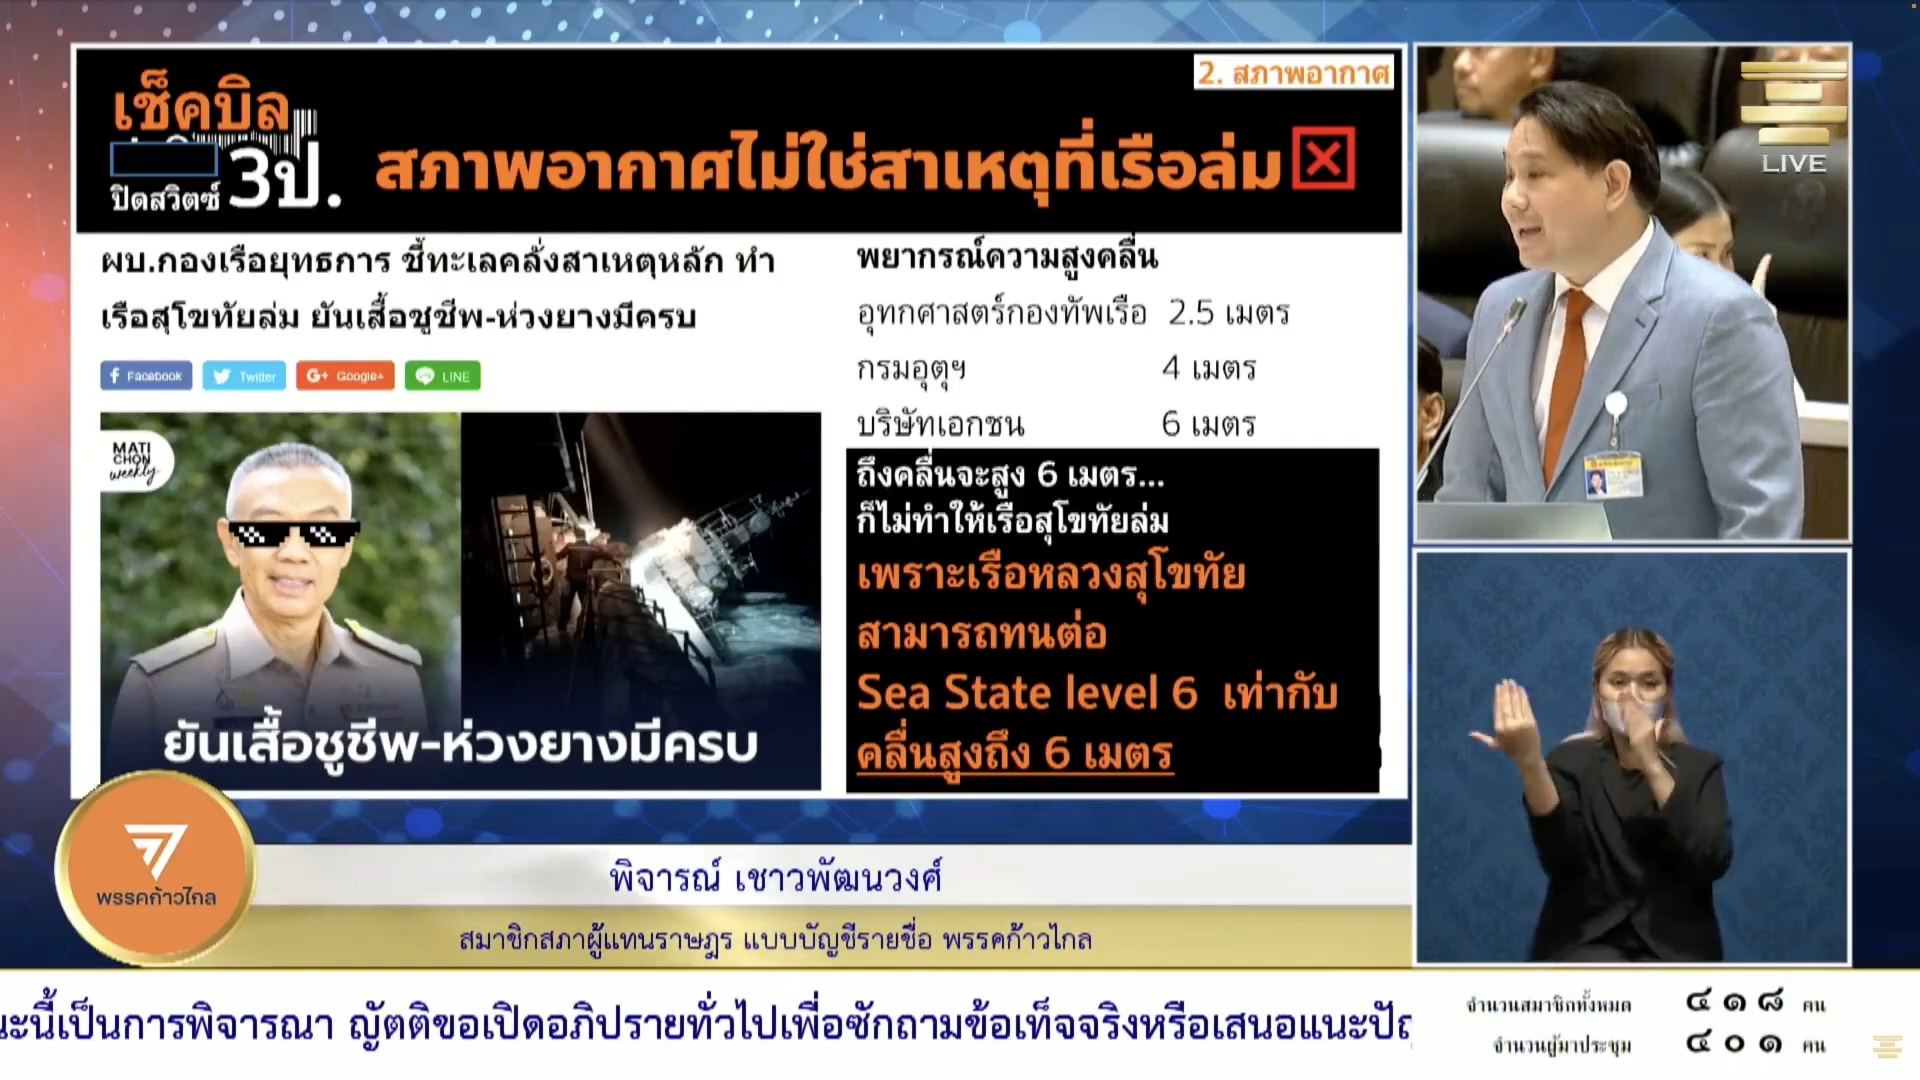 2. สภาพอากาศ
เช็คบิล
ปิดสวิตซ์ 3ป.
สภาพอากาศไม่ใช่สาเหตุที่เรือล่ม
ผบ.กองเรือยุทธการ ชี้ทะเลคลั่งสาเหตุหลัก ทำ
เรือสุโขทัยล่ม ยันเสื้อชูชีพ-ห่วงยางมีครบ
Facebook Twitter Google+ LINE
MATI
CHON
weekly
ยันเสื้อชูชีพ-ห่วงยางมีครบ
พยากรณ์ความสูงคลื่น
อุทกศาสตร์กองทัพเรือ 2.5 เมตร
กรมอุตุฯ 4 เมตร
บริษัทเอกชน 6 เมตร
ถึงคลื่นจะสูง 6 เมตร...
ก็ไม่ทำให้เรือสุโขทัยล่ม
เพราะเรือหลวงสุโขทัย
สามารถทนต่อ
Sea State level 6 เท่ากับ
คลื่นสูงถึง 6 เมตร
LIVE
พรรคก้าวไกล
พิจารณ์ เชาวพัฒนวงศ์
สมาชิกสภาผู้แทนราษฎร แบบบัญชีรายชื่อ พรรคก้าวไกล
ะนี้เป็นการพิจารณา ญัตติขอเปิดอภิปรายทั่วไปเพื่อซักถามข้อเท็จจริงหรือเสนอแนะปัญ
จำนวนสมาชิกทั้งหมด ๔๑๘ คน
จำนวนผู้มาประชุม ๔๐๑ คน